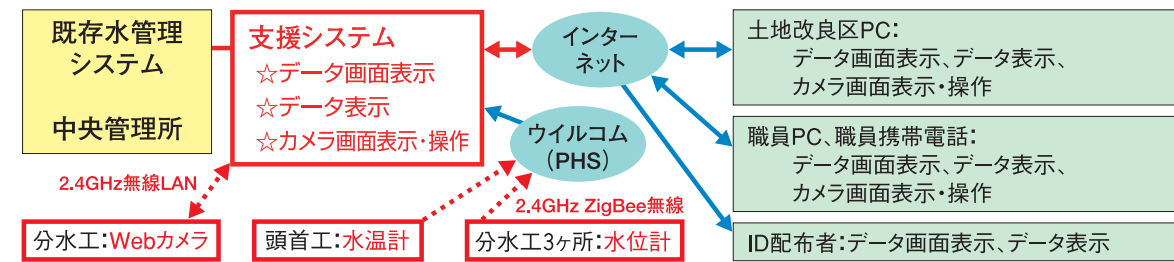 既存水管理
システム
中央管理所
支援システム
☆データ画面表示
☆データ表示
☆カメラ画面表示・操作
インター
ネット
ウイルコム
(PHS)
土地改良区PC:
データ画面表示、データ表示、
カメラ画面表示・操作
職員PC、職員携帯電話:
データ画面表示、データ表示、
カメラ画面表示・操作
ID配布者:データ画面表示、データ表示
2.4GHz無線LAN
2.4GHz ZigBee無線
分水工:Webカメラ
頭首工:水温計
分水工3ヶ所:水位計